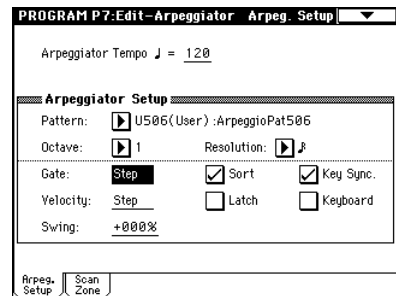 PROGRAM P7:Edit-Arpeggiator Arpeg. Setup
Arpeggiator Tempo ♩ = 120
Arpeggiator Setup
Pattern: U506(User) :ArpeggioPat506
Octave: 1 Resolution: ♪
Gate: Step Sort Key Sync.
Velocity: Step Latch Keyboard
Swing: +000%
Arpeg. Setup
Scan Zone